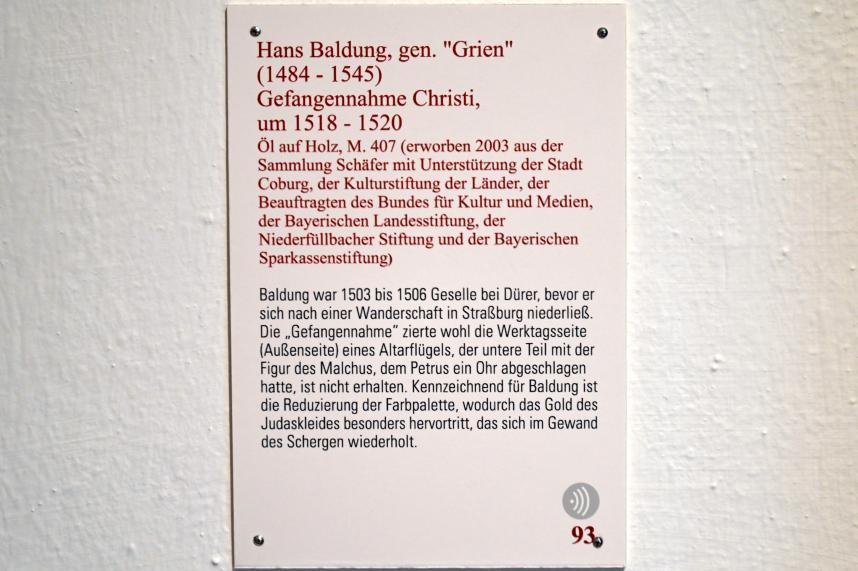 Hans Baldung, gen. "Grien"
(1484 - 1545)
Gefangennahme Christi,
um 1518 - 1520
Öl auf Holz, M. 407 (erworben 2003 aus der
Sammlung Schäfer mit Unterstützung der Stadt
Coburg, der Kulturstiftung der Länder, der
Beauftragten des Bundes für Kultur und Medien,
der Bayerischen Landesstiftung, der
Niederfüllbacher Stiftung und der Bayerischen
Sparkassenstiftung)
Baldung war 1503 bis 1506 Geselle bei Dürer, bevor er
sich nach einer Wanderschaft in Straßburg niederließ.
Die „Gefangennahme“ zierte wohl die Werktagsseite
(Außenseite) eines Altarflügels, der untere Teil mit der
Figur des Malchus, dem Petrus ein Ohr abgeschlagen
hatte, ist nicht erhalten. Kennzeichnend für Baldung ist
die Reduzierung der Farbpalette, wodurch das Gold des
Judaskleides besonders hervortritt, das sich im Gewand
des Schergen wiederholt.
93